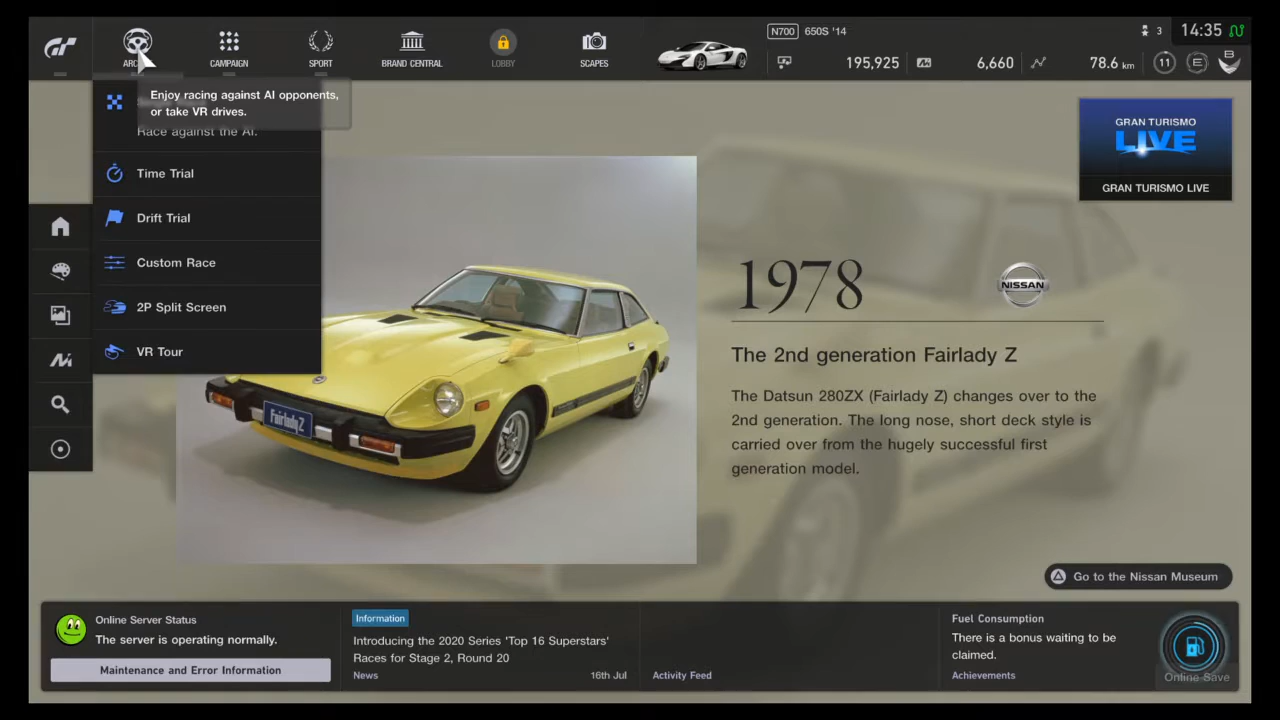 N700 650S '14
3 14:35
ARC
CAMPAIGN
SPORT
BRAND CENTRAL
LOBBY
SCAPES
195,925
6,660
78.6 km
11
E
B
Enjoy racing against AI opponents,
or take VR drives.
Race against the AI.
Time Trial
Drift Trial
Custom Race
2P Split Screen
VR Tour
GRAN TURISMO
LIVE
GRAN TURISMO LIVE
Fairlady Z
1978
NISSAN
The 2nd generation Fairlady Z
The Datsun 280ZX (Fairlady Z) changes over to the
2nd generation. The long nose, short deck style is
carried over from the hugely successful first
generation model.
Go to the Nissan Museum
Online Server Status
The server is operating normally.
Maintenance and Error Information
Information
Introducing the 2020 Series 'Top 16 Superstars'
Races for Stage 2, Round 20
News 16th Jul
Activity Feed
Fuel Consumption
There is a bonus waiting to be
claimed.
Achievements
Online Save